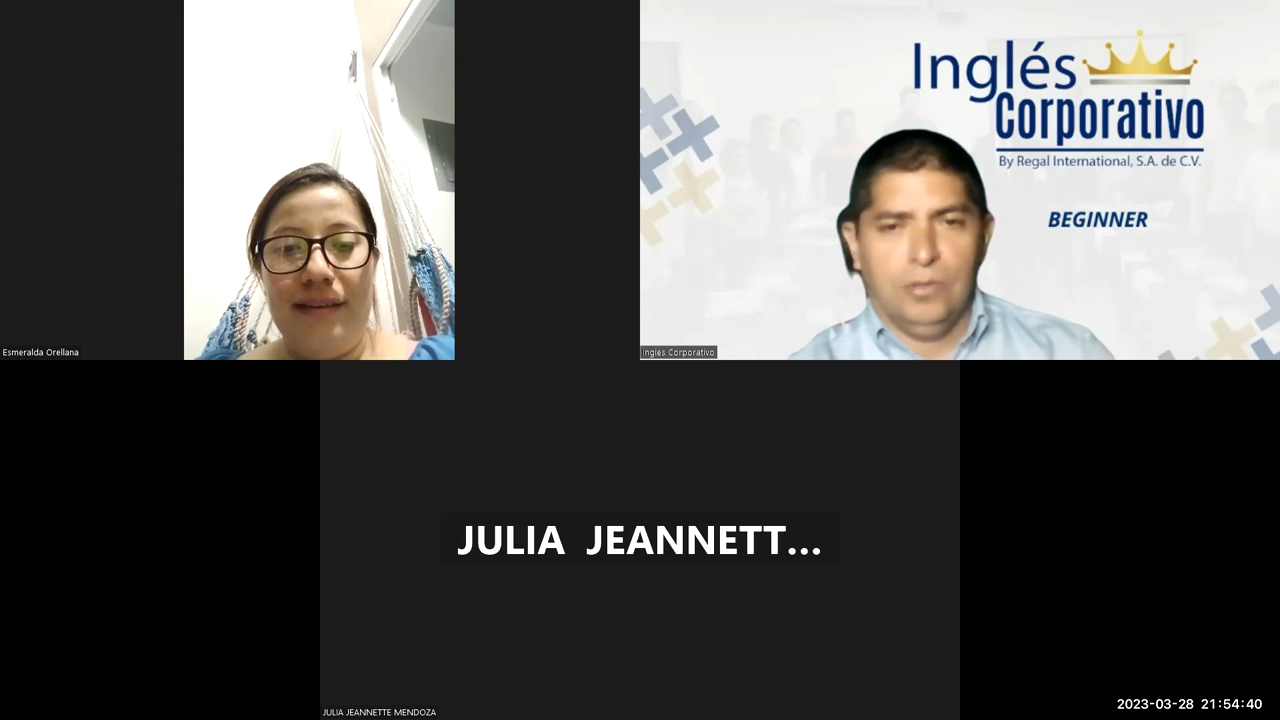 Inglés
Corporativo
By Regal International, S.A. de C.V.
BEGINNER
Esmeralda Orellana
Ingles Corporativo
JULIA JEANNETT...
JULIA JEANNETTE MENDOZA
2023-03-28 21:54:40